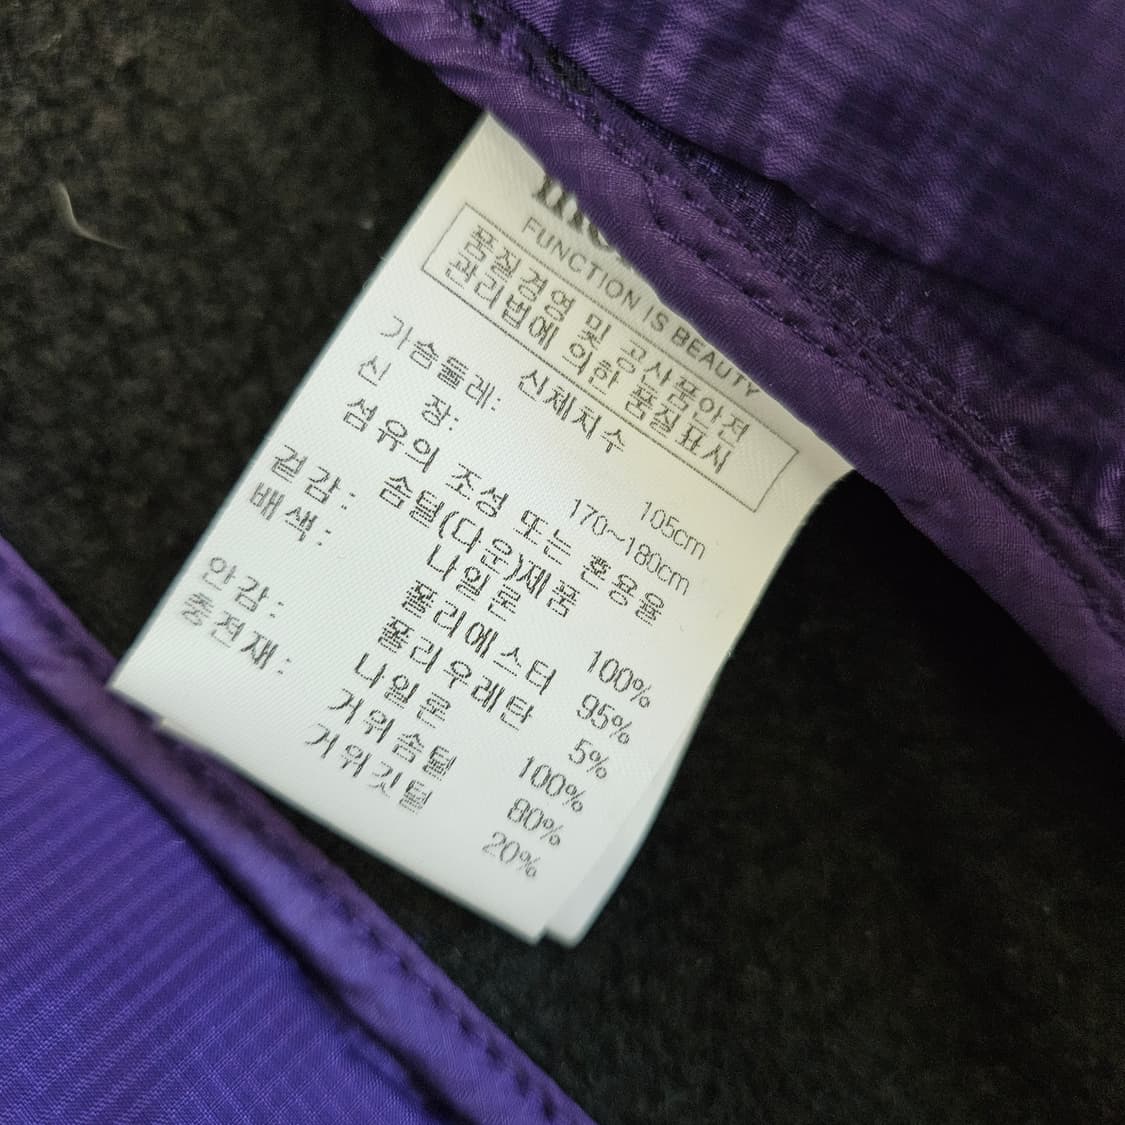 FUNCTION IS BEAUTY
품질경영 및 공산품안전
관리법에 의한 품질표시
신체치수
가슴둘레: 105cm
신 장: 170~180cm
섬유의 조성 또는 혼용율
솜털(다운)제품
겉감: 나일론 100%
배색: 폴리에스터 95%
폴리우레탄 5%
안감: 나일론 100%
충전재: 거위솜털 80%
거위깃털 20%